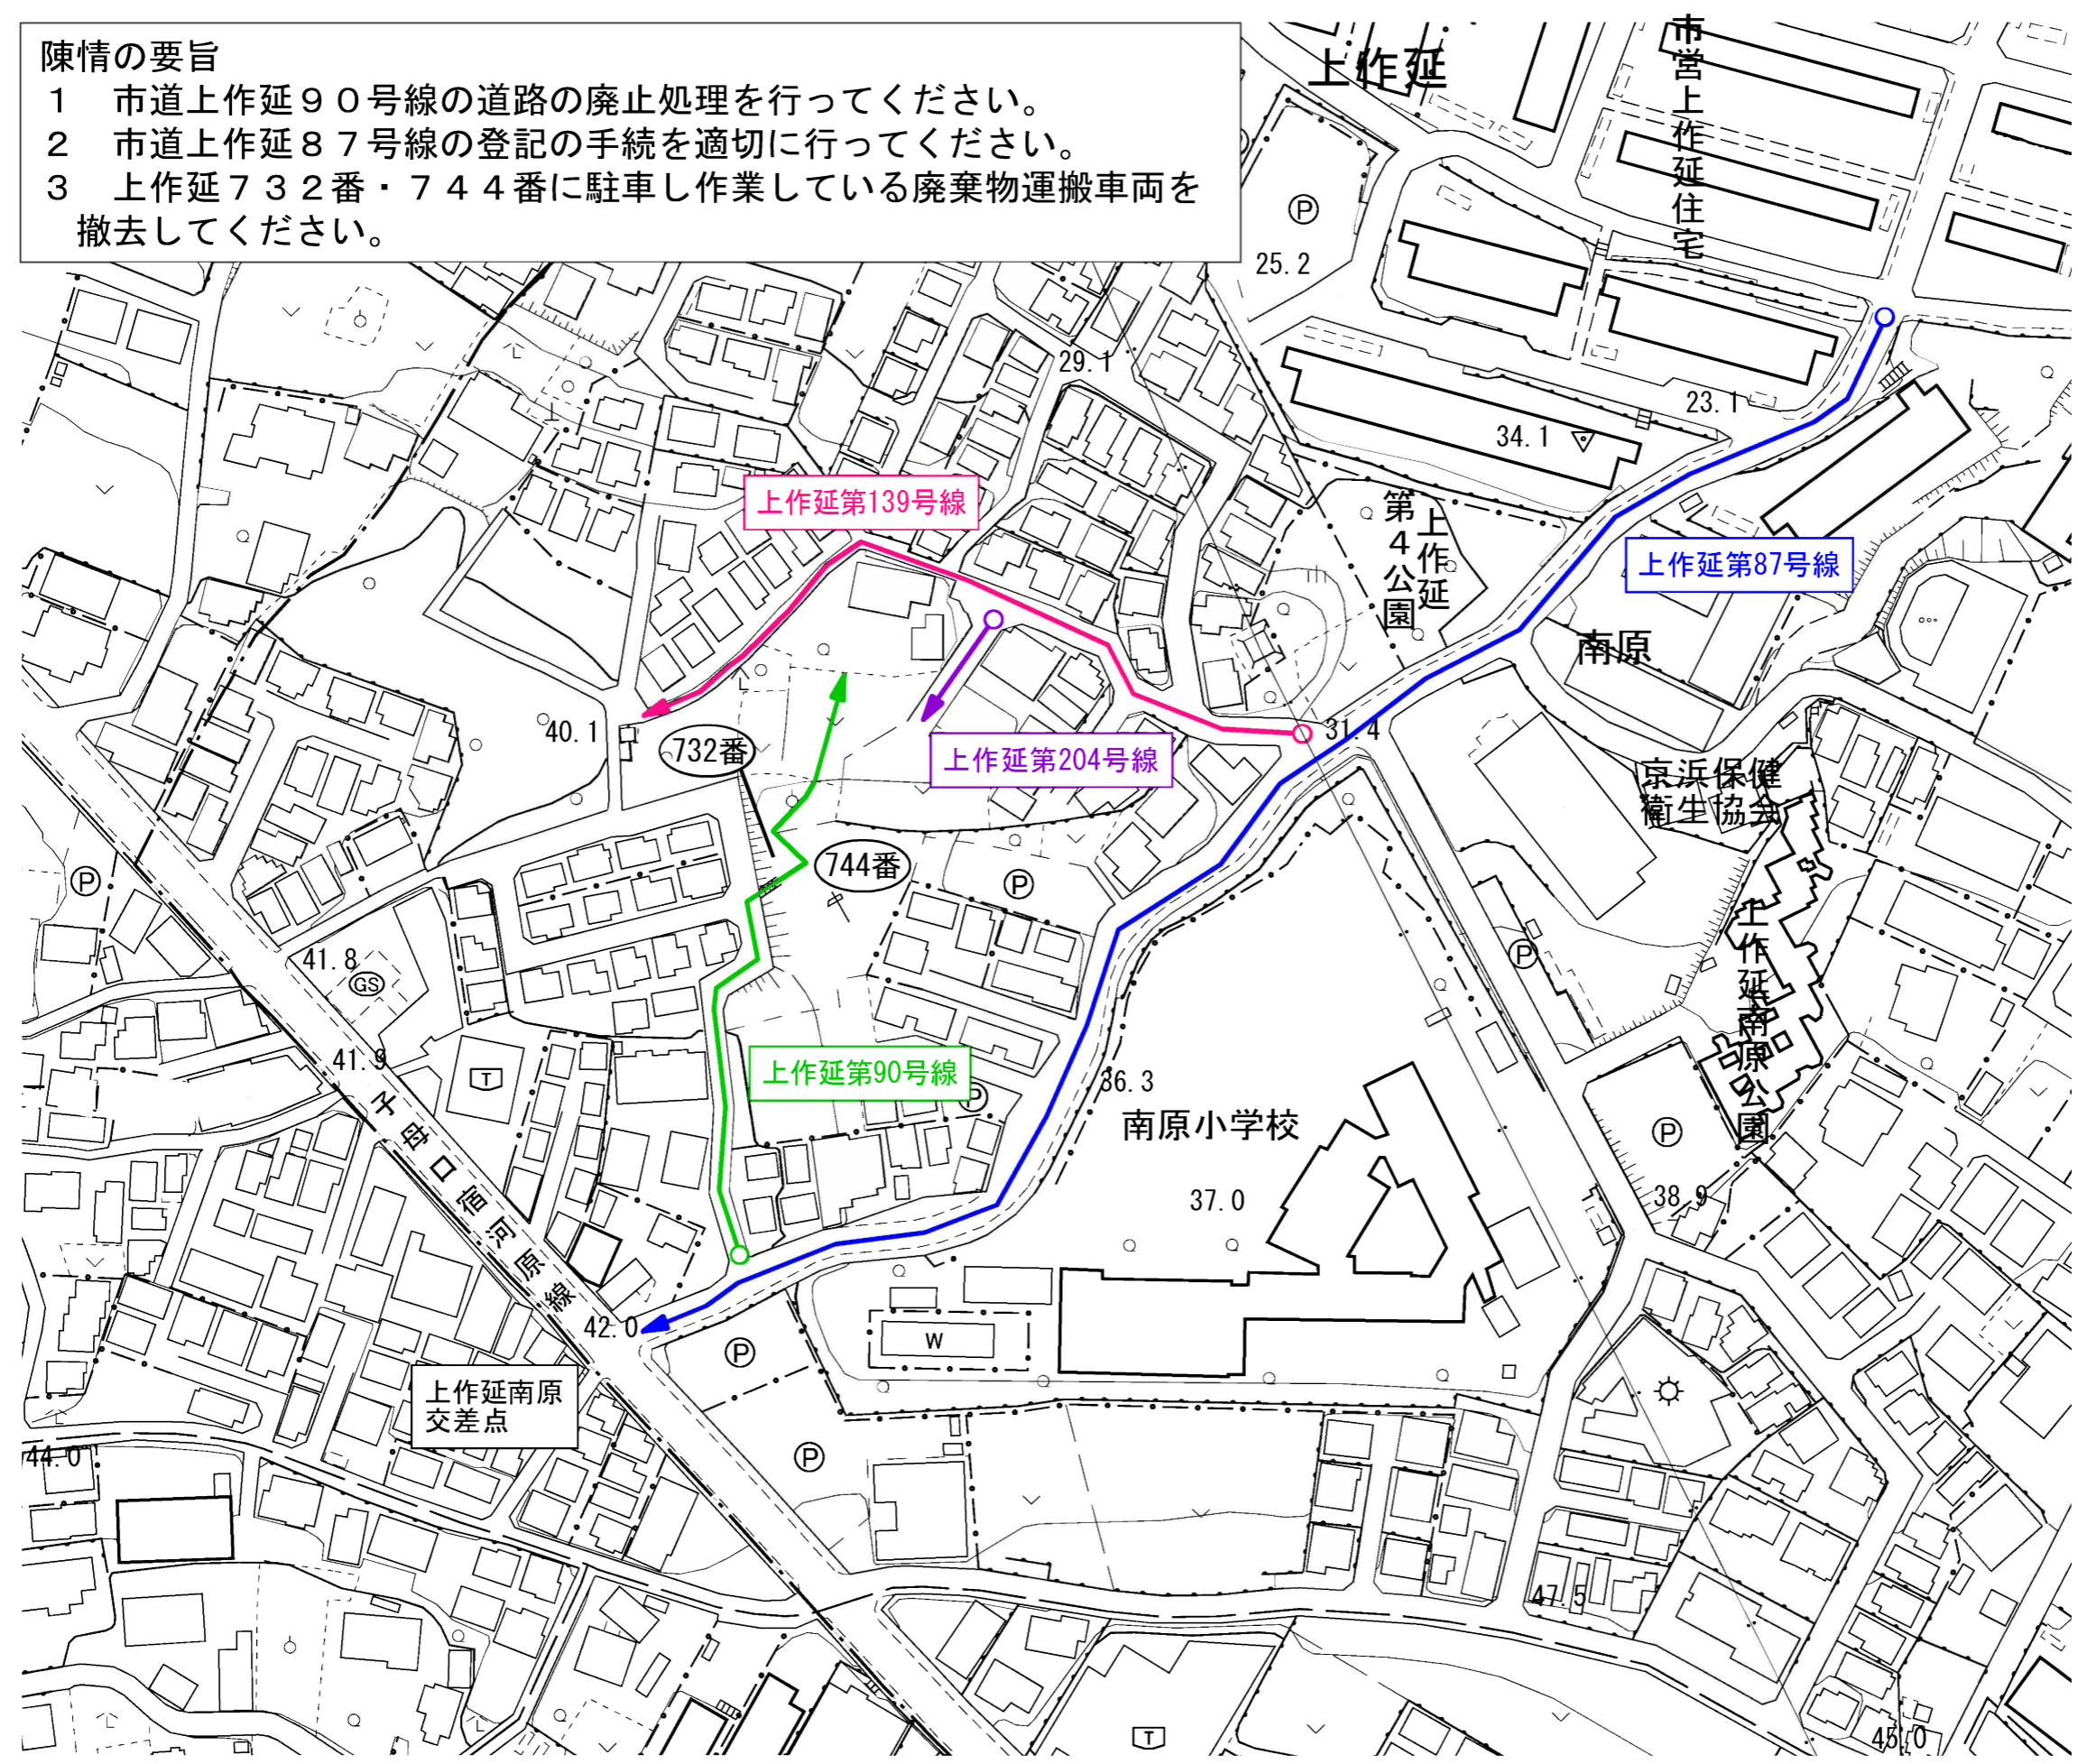 陳情の要旨
１　市道上作延９０号線の道路の廃止処理を行ってください。
２　市道上作延８７号線の登記の手続を適切に行ってください。
３　上作延７３２番・７４４番に駐車し作業している廃棄物運搬車両を
撤去してください。
上作延
市営上作延住宅
P
25.2
29.1
23.1
34.1
上作延第139号線
上作延
第4公園
上作延第87号線
南原
40.1
732番
31.4
上作延第204号線
京浜保健
衛生協会
744番
P
P
上作延南原公園
41.8
GS
P
41.9
T
上作延第90号線
P
36.3
南原小学校
P
子母口宿河原線
37.0
38.9
42.0
P
W
上作延南原
交差点
44.0
P
47.5
T
45.0